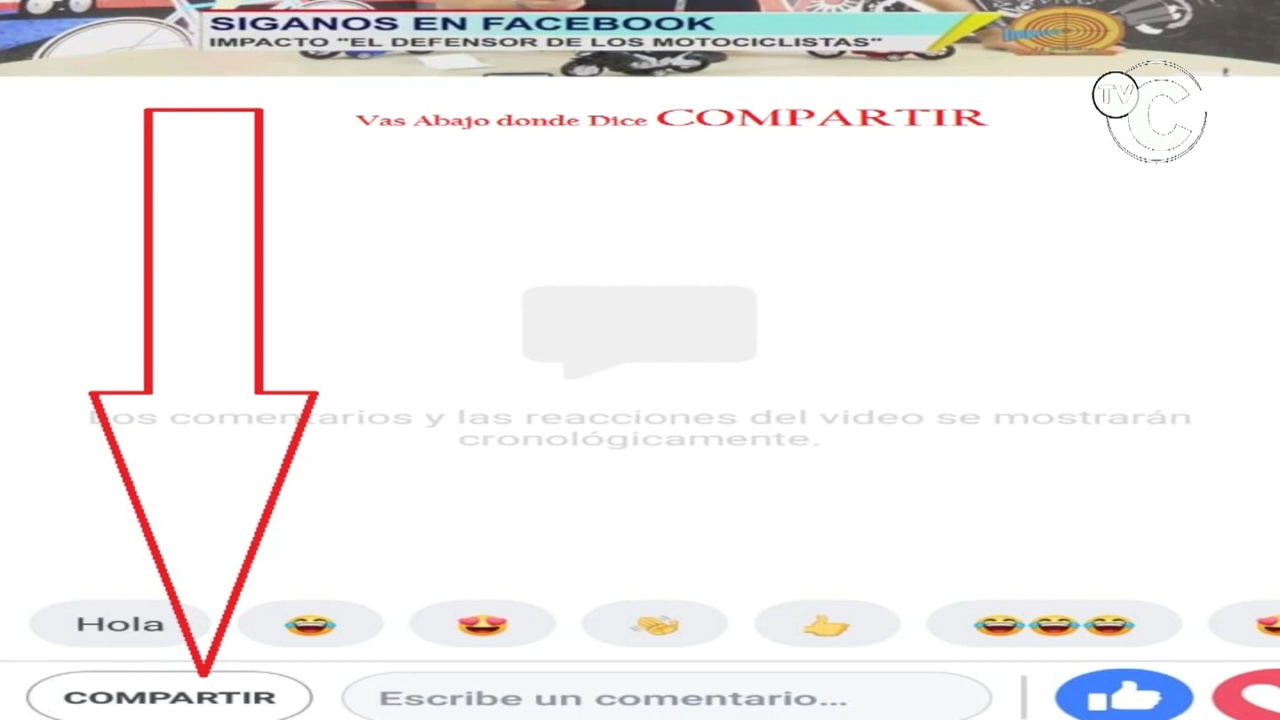 SIGANOS EN FACEBOOK
IMPACTO "EL DEFENSOR DE LOS MOTOCICLISTAS"
TV C
Vas Abajo donde Dice COMPARTIR
Los comentarios y las reacciones del video se mostrarán
cronológicamente.
Hola
COMPARTIR
Escribe un comentario...